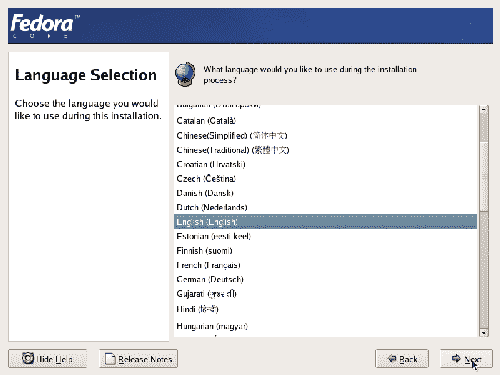 Fedora™
CORE
Language Selection
Choose the language you would
like to use during this installation.
What language would you like to use during the installation
process?
Catalan (Català)
Chinese(Simplified) (简体中文)
Chinese(Traditional) (繁體中文)
Croatian (Hrvatski)
Czech (Čeština)
Danish (Dansk)
Dutch (Nederlands)
English (English)
Estonian (eesti keel)
Finnish (suomi)
French (Français)
German (Deutsch)
Gujarati (ગુજરાતી)
Hindi (हिन्दी)
Hungarian (magyar)
Hide Help
Release Notes
Back
Next